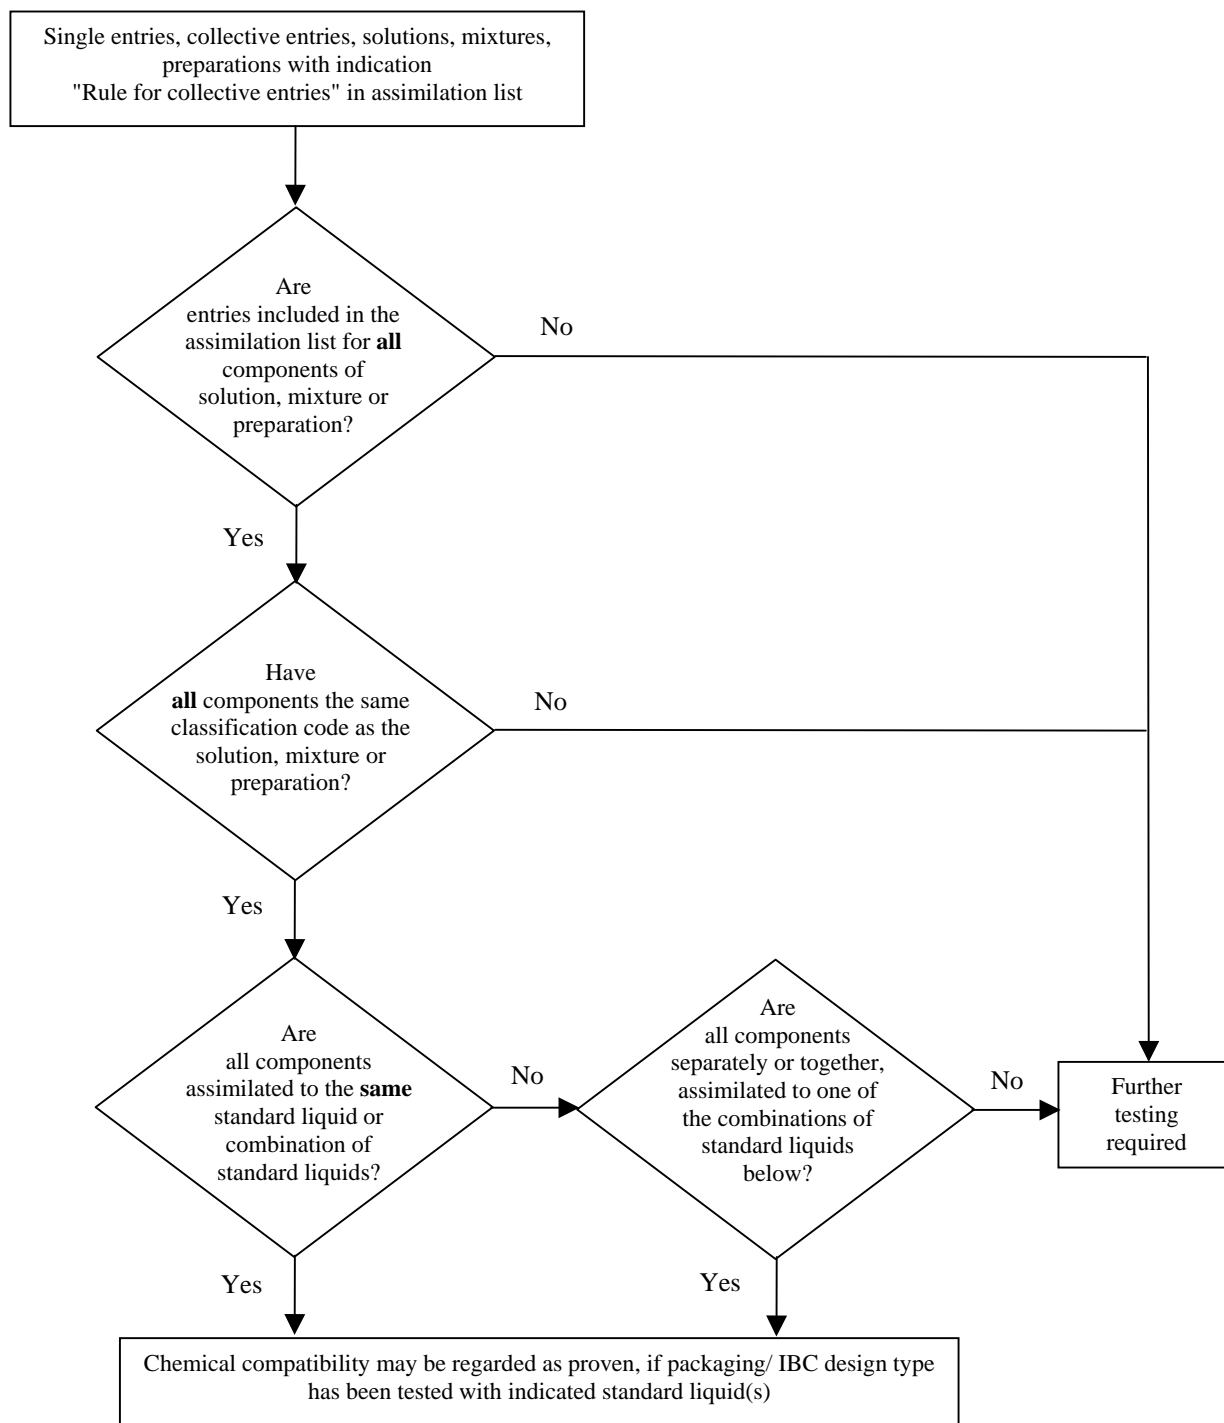 Single entries, collective entries, solutions, mixtures,
preparations with indication
"Rule for collective entries" in assimilation list
Are
entries included in the
assimilation list for all
components of
solution, mixture or
preparation?
No
Yes
Have
all components the same
classification code as the
solution, mixture or
preparation?
No
Yes
Are
all components
assimilated to the same
standard liquid or
combination of
standard liquids?
No
Are
all components
separately or together,
assimilated to one of
the combinations of
standard liquids
below?
No
Further
testing
required
Yes
Yes
Chemical compatibility may be regarded as proven, if packaging/ IBC design type
has been tested with indicated standard liquid(s)